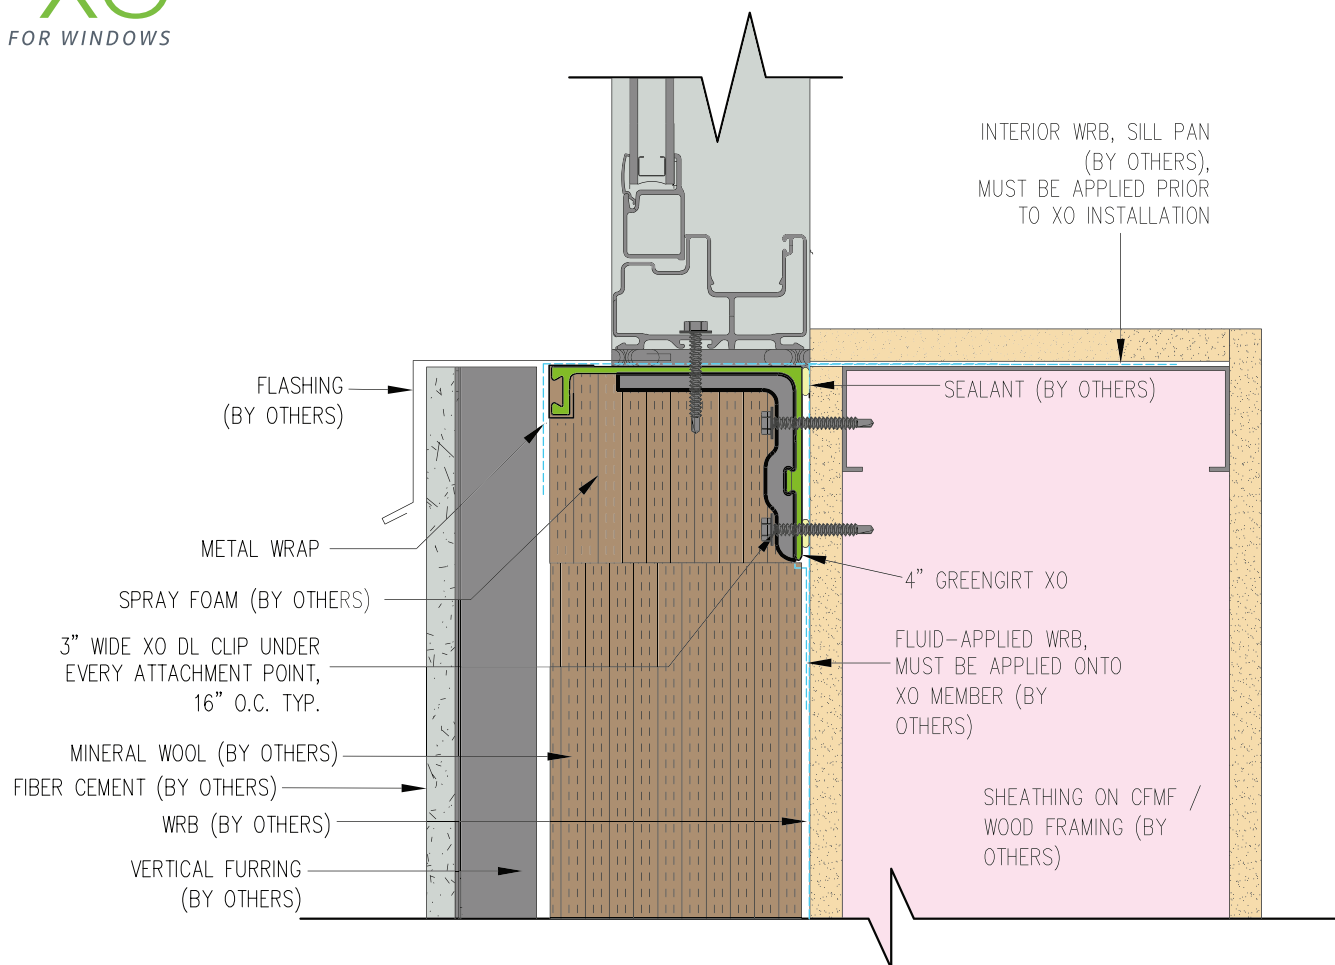 XO
FOR WINDOWS
INTERIOR WRB, SILL PAN
(BY OTHERS),
MUST BE APPLIED PRIOR
TO XO INSTALLATION
FLASHING
(BY OTHERS)
SEALANT (BY OTHERS)
METAL WRAP
4” GREENGIRT XO
SPRAY FOAM (BY OTHERS)
3” WIDE XO DL CLIP UNDER
EVERY ATTACHMENT POINT,
16” O.C. TYP.
FLUID-APPLIED WRB,
MUST BE APPLIED ONTO
XO MEMBER (BY
OTHERS)
MINERAL WOOL (BY OTHERS)
FIBER CEMENT (BY OTHERS)
WRB (BY OTHERS)
SHEATHING ON CFMF /
WOOD FRAMING (BY
OTHERS)
VERTICAL FURRING
(BY OTHERS)